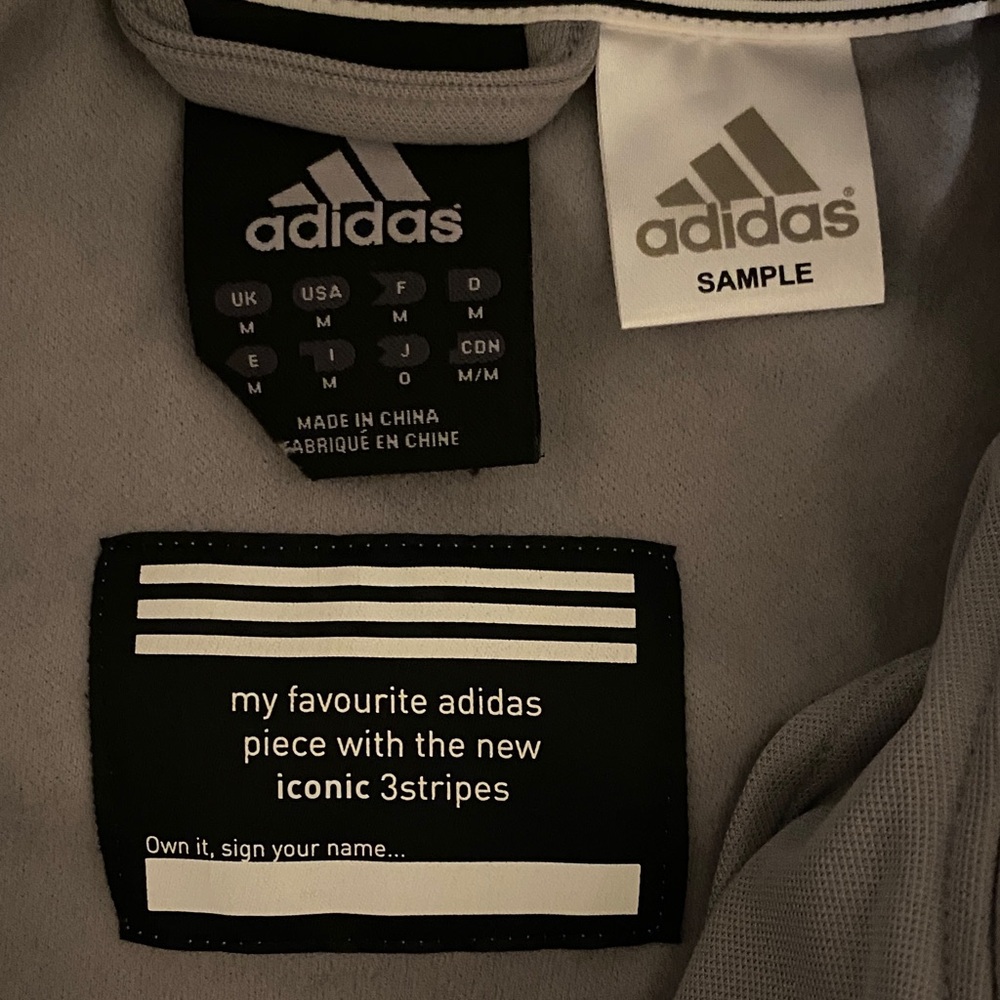 adidas
UK USA F D
M M M M
E I J CDN
M M O M/M
MADE IN CHINA
FABRIQUÉ EN CHINE
adidas®
SAMPLE
my favourite adidas
piece with the new
iconic 3stripes
Own it, sign your name...